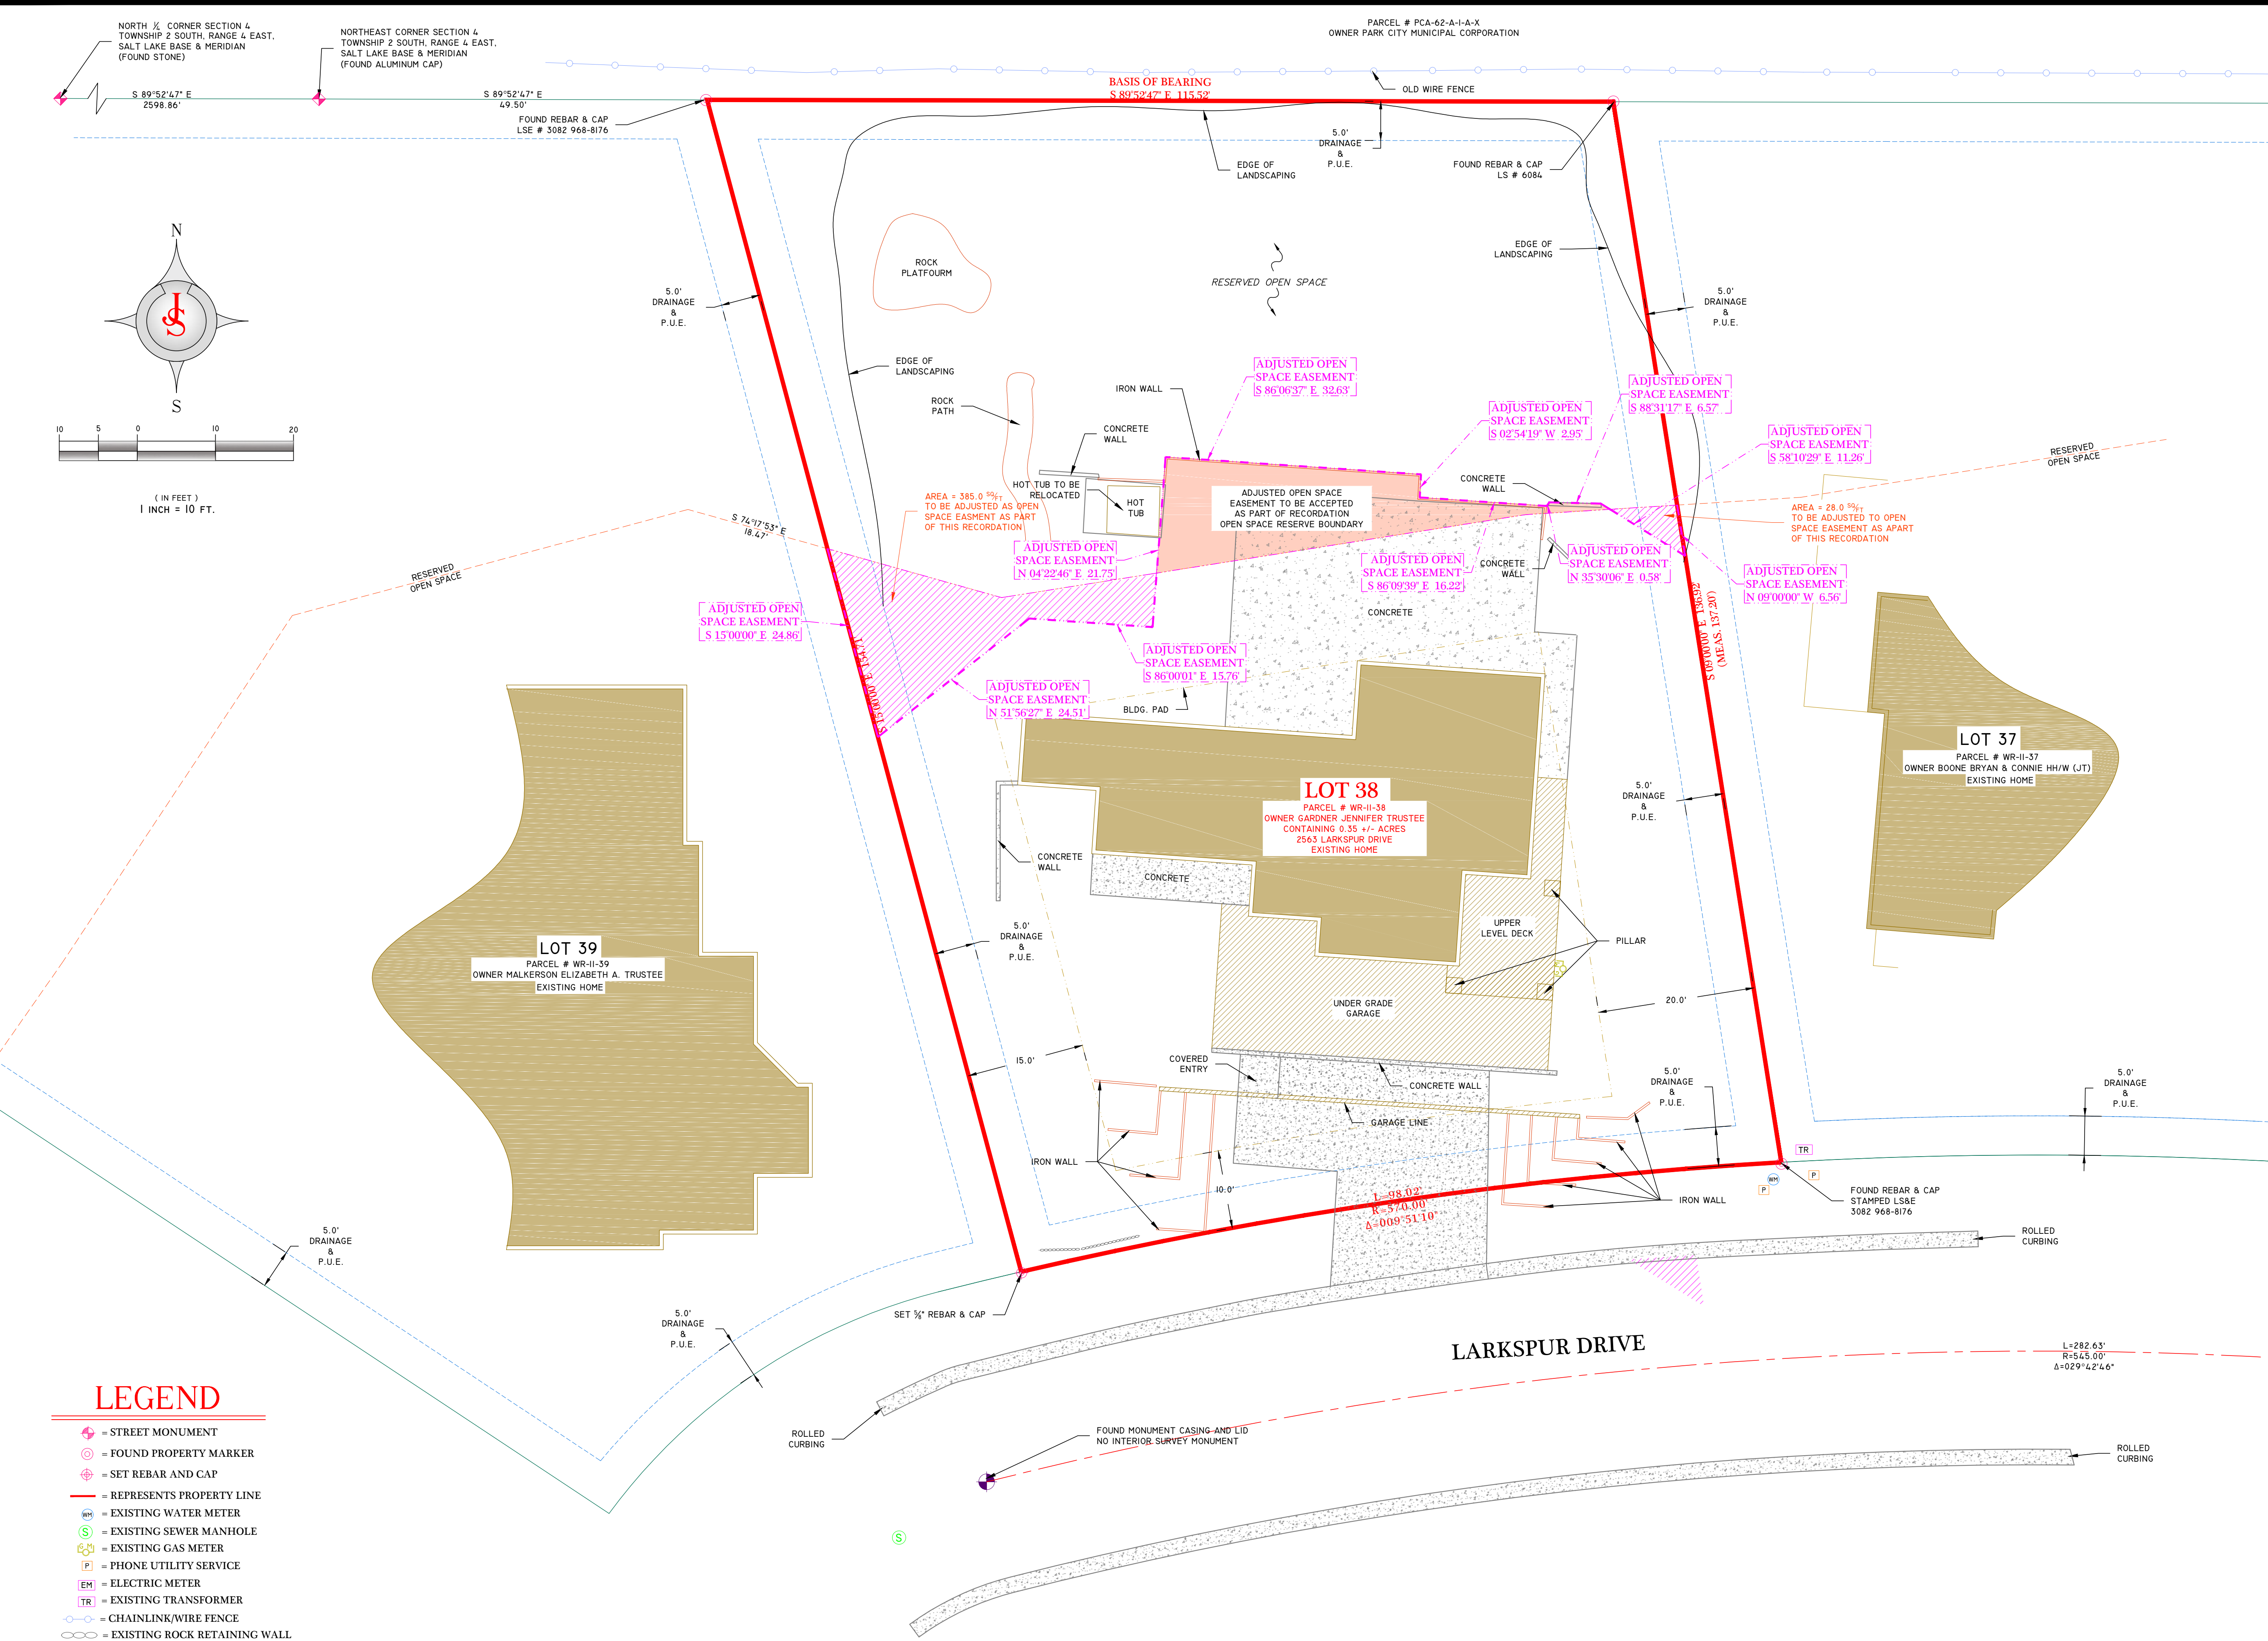 NORTH ¼ CORNER SECTION 4
TOWNSHIP 2 SOUTH, RANGE 4 EAST,
SALT LAKE BASE & MERIDIAN
(FOUND STONE)
NORTHEAST CORNER SECTION 4
TOWNSHIP 2 SOUTH, RANGE 4 EAST,
SALT LAKE BASE & MERIDIAN
(FOUND ALUMINUM CAP)
PARCEL # PCA-62-A-1-A-X
OWNER PARK CITY MUNICIPAL CORPORATION
S 89°52'47" E
2598.86'
S 89°52'47" E
49.50'
BASIS OF BEARING
S 89°52'47" E 115.52'
OLD WIRE FENCE
FOUND REBAR & CAP
LSE # 3082 968-8176
5.0'
DRAINAGE
&
P.U.E.
EDGE OF
LANDSCAPING
FOUND REBAR & CAP
LS # 6084
N
JS
S
ROCK
PLATFOURM
RESERVED OPEN SPACE
EDGE OF
LANDSCAPING
5.0'
DRAINAGE
&
P.U.E.
5.0'
DRAINAGE
&
P.U.E.
EDGE OF
LANDSCAPING
10 5 0 10 20
( IN FEET )
1 INCH = 10 FT.
ROCK
PATH
IRON WALL
CONCRETE
WALL
ADJUSTED OPEN
SPACE EASEMENT
S 86°06'37" E 32.63'
ADJUSTED OPEN
SPACE EASEMENT
S 02°54'19" W 2.95'
ADJUSTED OPEN
SPACE EASEMENT
S 88°31'17" E 6.57'
ADJUSTED OPEN
SPACE EASEMENT
S 58°10'29" E 11.26'
RESERVED
OPEN SPACE
CONCRETE
WALL
HOT TUB TO BE
RELOCATED
HOT
TUB
ADJUSTED OPEN SPACE
EASEMENT TO BE ACCEPTED
AS PART OF RECORDATION
OPEN SPACE RESERVE BOUNDARY
AREA = 385.0 SQ/FT
TO BE ADJUSTED AS OPEN
SPACE EASMENT AS PART
OF THIS RECORDATION
AREA = 28.0 SQ/FT
TO BE ADJUSTED TO OPEN
SPACE EASEMENT AS APART
OF THIS RECORDATION
S 74°17'53" E
18.47'
RESERVED
OPEN SPACE
ADJUSTED OPEN
SPACE EASEMENT
N 04°22'46" E 21.75'
ADJUSTED OPEN
SPACE EASEMENT
S 86°09'39" E 16.22'
CONCRETE
WALL
ADJUSTED OPEN
SPACE EASEMENT
N 35°30'06" E 0.58'
ADJUSTED OPEN
SPACE EASEMENT
N 09°00'00" W 6.56'
ADJUSTED OPEN
SPACE EASEMENT
S 15°00'00" E 24.86'
CONCRETE
S 09°00'00" E 136.92'
(MEAS. 137.20')
ADJUSTED OPEN
SPACE EASEMENT
S 86°00'01" E 15.76'
ADJUSTED OPEN
SPACE EASEMENT
N 51°56'27" E 24.51'
S 15°00'00" E 154.71'
BLDG. PAD
LOT 38
PARCEL # WR-II-38
OWNER GARDNER JENNIFER TRUSTEE
CONTAINING 0.35 +/- ACRES
2563 LARKSPUR DRIVE
EXISTING HOME
LOT 37
PARCEL # WR-II-37
OWNER BOONE BRYAN & CONNIE HH/W (JT)
EXISTING HOME
5.0'
DRAINAGE
&
P.U.E.
CONCRETE
WALL
CONCRETE
LOT 39
PARCEL # WR-II-39
OWNER MALKERSON ELIZABETH A. TRUSTEE
EXISTING HOME
5.0'
DRAINAGE
&
P.U.E.
UPPER
LEVEL DECK
PILLAR
UNDER GRADE
GARAGE
20.0'
15.0'
COVERED
ENTRY
CONCRETE WALL
GARAGE LINE
5.0'
DRAINAGE
&
P.U.E.
5.0'
DRAINAGE
&
P.U.E.
IRON WALL
10.0'
L=98.02'
R=570.00'
Δ=009°51'10"
IRON WALL
TR
WM
P
P
FOUND REBAR & CAP
STAMPED LS&E
3082 968-8176
ROLLED
CURBING
5.0'
DRAINAGE
&
P.U.E.
SET ⅝" REBAR & CAP
5.0'
DRAINAGE
&
P.U.E.
LARKSPUR DRIVE
L=282.63'
R=545.00'
Δ=029°42'46"
ROLLED
CURBING
FOUND MONUMENT CASING AND LID
NO INTERIOR SURVEY MONUMENT
ROLLED
CURBING
S
LEGEND
= STREET MONUMENT
= FOUND PROPERTY MARKER
= SET REBAR AND CAP
= REPRESENTS PROPERTY LINE
WM = EXISTING WATER METER
S = EXISTING SEWER MANHOLE
GM = EXISTING GAS METER
P = PHONE UTILITY SERVICE
EM = ELECTRIC METER
TR = EXISTING TRANSFORMER
= CHAINLINK/WIRE FENCE
= EXISTING ROCK RETAINING WALL